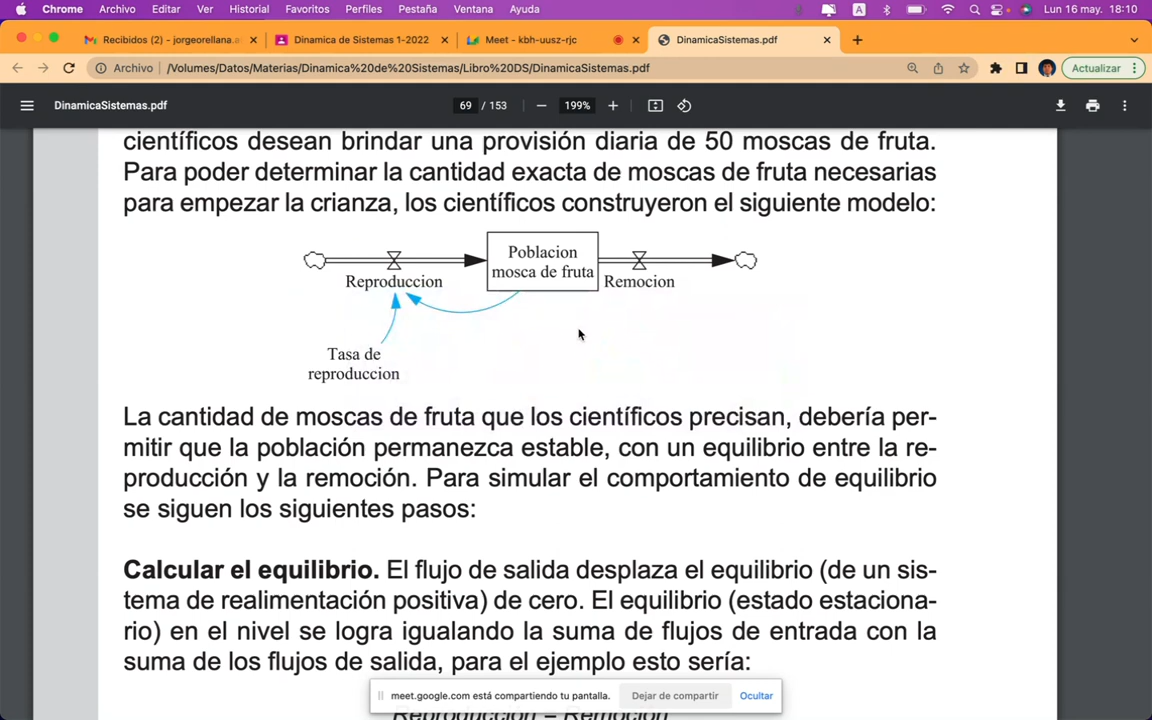 Chrome Archivo Editar Ver Historial Favoritos Perfiles Pestaña Ventana Ayuda A Lun 16 may. 18:10
Recibidos (2) - jorgeorellana.a Dinamica de Sistemas 1-2022 Meet - kbh-uusz-rjc DinamicaSistemas.pdf
Archivo /Volumes/Datos/Materias/Dinamica%20de%20Sistemas/Libro%20DS/DinamicaSistemas.pdf Actualizar
DinamicaSistemas.pdf 69 / 153 199%
científicos desean brindar una provisión diaria de 50 moscas de fruta.
Para poder determinar la cantidad exacta de moscas de fruta necesarias
para empezar la crianza, los científicos construyeron el siguiente modelo:
Poblacion
mosca de fruta
Reproduccion
Remocion
Tasa de
reproduccion
La cantidad de moscas de fruta que los científicos precisan, debería per-
mitir que la población permanezca estable, con un equilibrio entre la re-
producción y la remoción. Para simular el comportamiento de equilibrio
se siguen los siguientes pasos:
Calcular el equilibrio. El flujo de salida desplaza el equilibrio (de un sis-
tema de realimentación positiva) de cero. El equilibrio (estado estaciona-
rio) en el nivel se logra igualando la suma de flujos de entrada con la
suma de los flujos de salida, para el ejemplo esto sería:
meet.google.com está compartiendo tu pantalla. Dejar de compartir Ocultar
Reproducción = Remoción